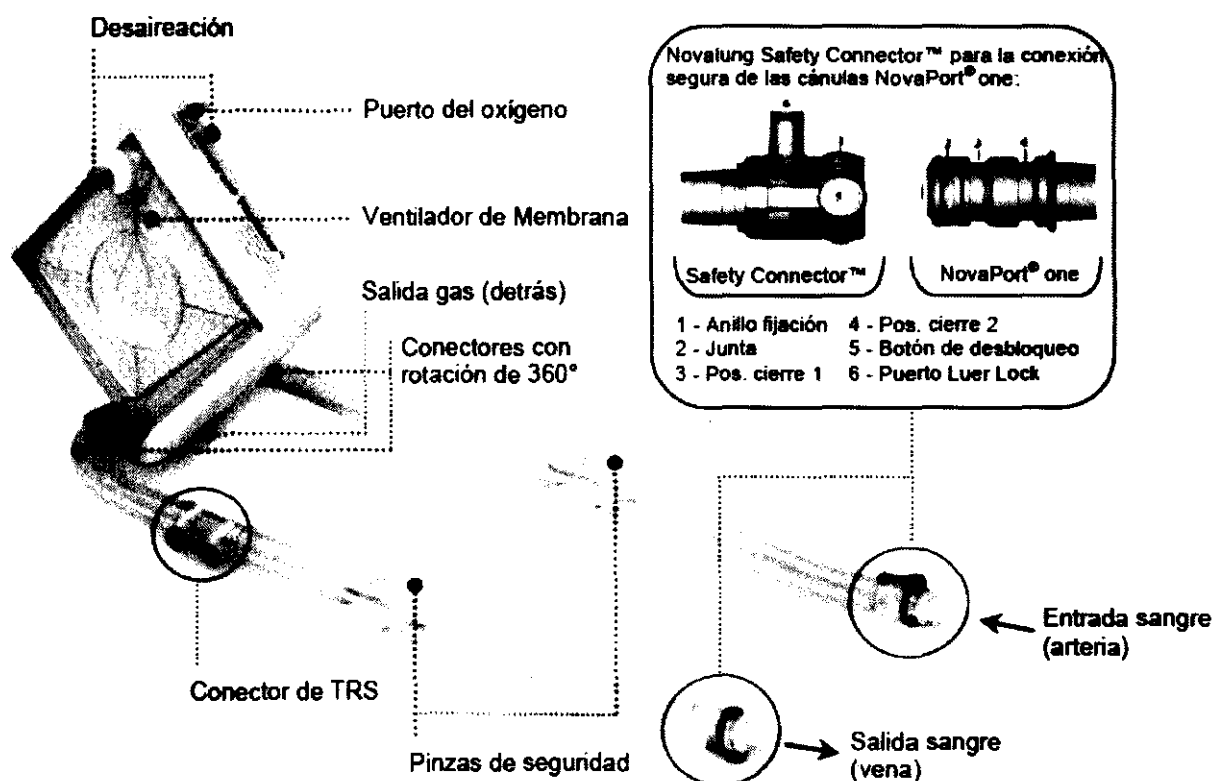 Desaireación
Puerto del oxígeno
Ventilador de Membrana
Salida gas (detrás)
Conectores con
rotación de 360°
Conector de TRS
Pinzas de seguridad
Novalung Safety Connector™ para la conexión
segura de las cánulas NovaPort® one:
Safety Connector™
NovaPort® one
1 - Anillo fijación 4 - Pos. cierre 2
2 - Junta 5 - Botón de desbloqueo
3 - Pos. cierre 1 6 - Puerto Luer Lock
Entrada sangre
(arteria)
Salida sangre
(vena)